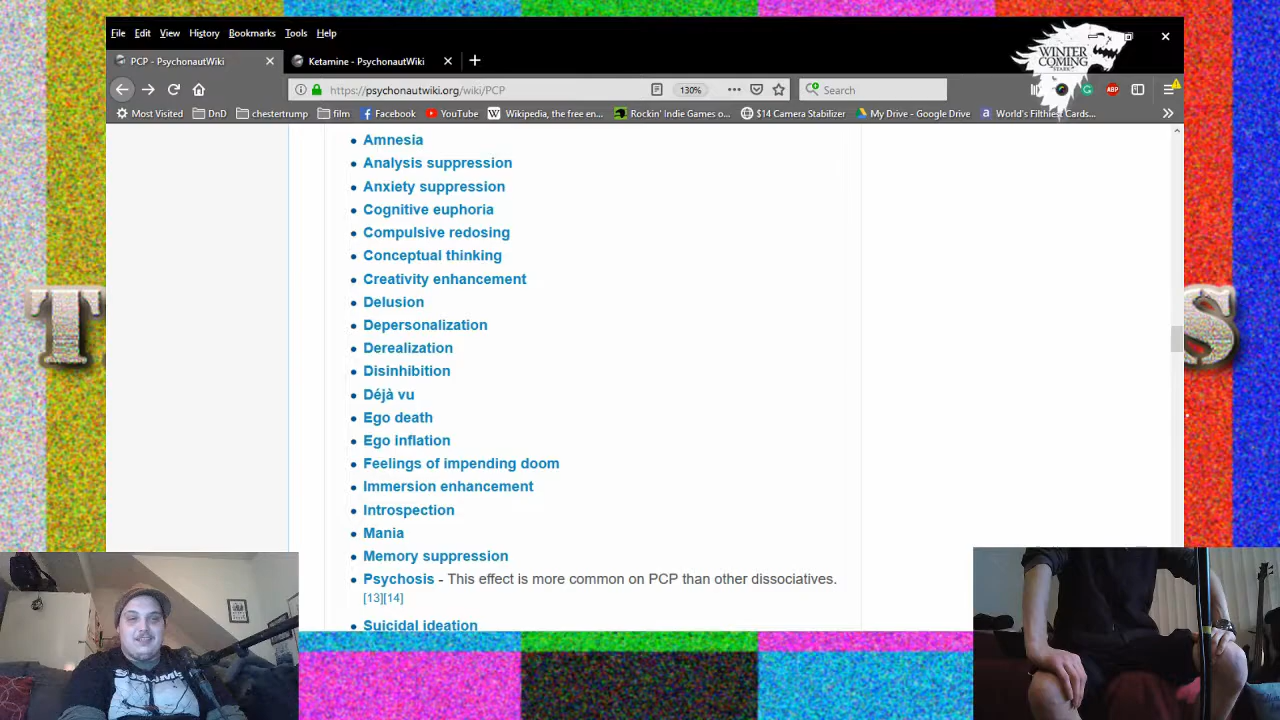 File Edit View History Bookmarks Tools Help
PCP - PsychonautWiki
Ketamine - PsychonautWiki
WINTER
COMING
STARK
https://psychonautwiki.org/wiki/PCP
130%
Search
ABP
Most Visited
DnD
chestertrump
film
Facebook
YouTube
Wikipedia, the free en...
Rockin' Indie Games o...
$14 Camera Stabilizer
My Drive - Google Drive
World's Filthiest Cards...
Amnesia
Analysis suppression
Anxiety suppression
Cognitive euphoria
Compulsive redosing
Conceptual thinking
Creativity enhancement
Delusion
Depersonalization
Derealization
Disinhibition
Déjà vu
Ego death
Ego inflation
Feelings of impending doom
Immersion enhancement
Introspection
Mania
Memory suppression
Psychosis - This effect is more common on PCP than other dissociatives.
[13][14]
Suicidal ideation
T
S